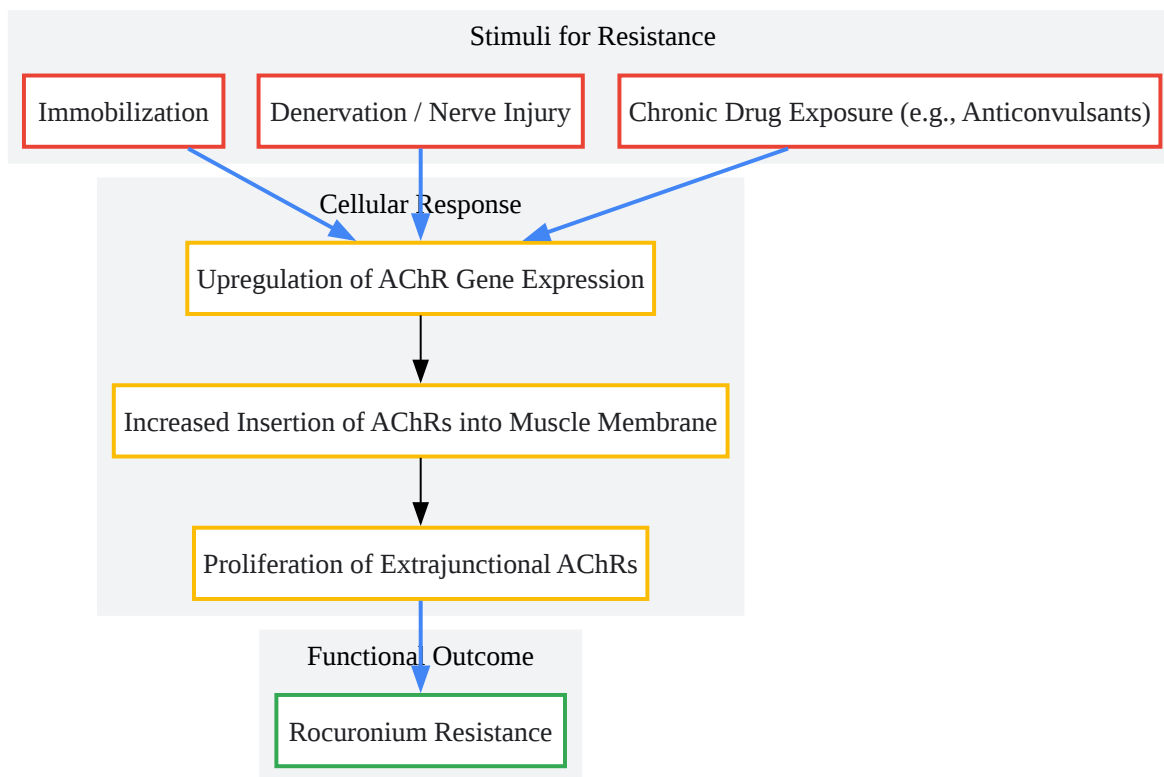 Stimuli for Resistance
Immobilization
Denervation / Nerve Injury
Chronic Drug Exposure (e.g., Anticonvulsants)
Cellular Response
Upregulation of AChR Gene Expression
Increased Insertion of AChRs into Muscle Membrane
Proliferation of Extrajunctional AChRs
Functional Outcome
Rocuronium Resistance